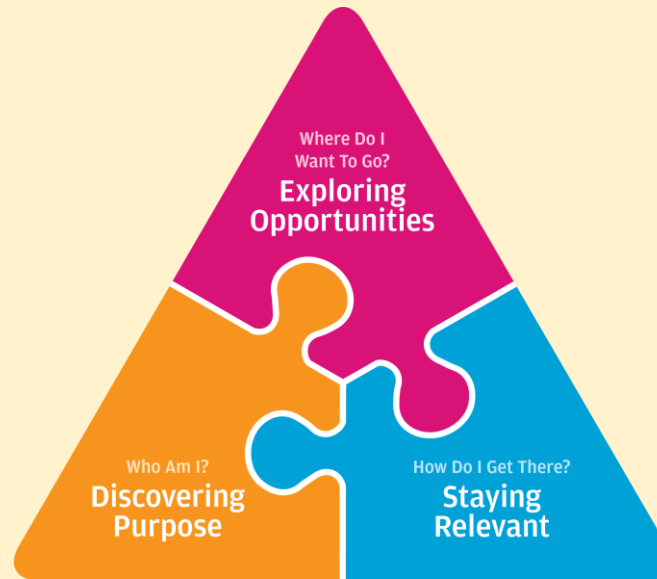 Where Do I
Want To Go?
Exploring
Opportunities
Who Am I?
Discovering
Purpose
How Do I Get There?
Staying
Relevant